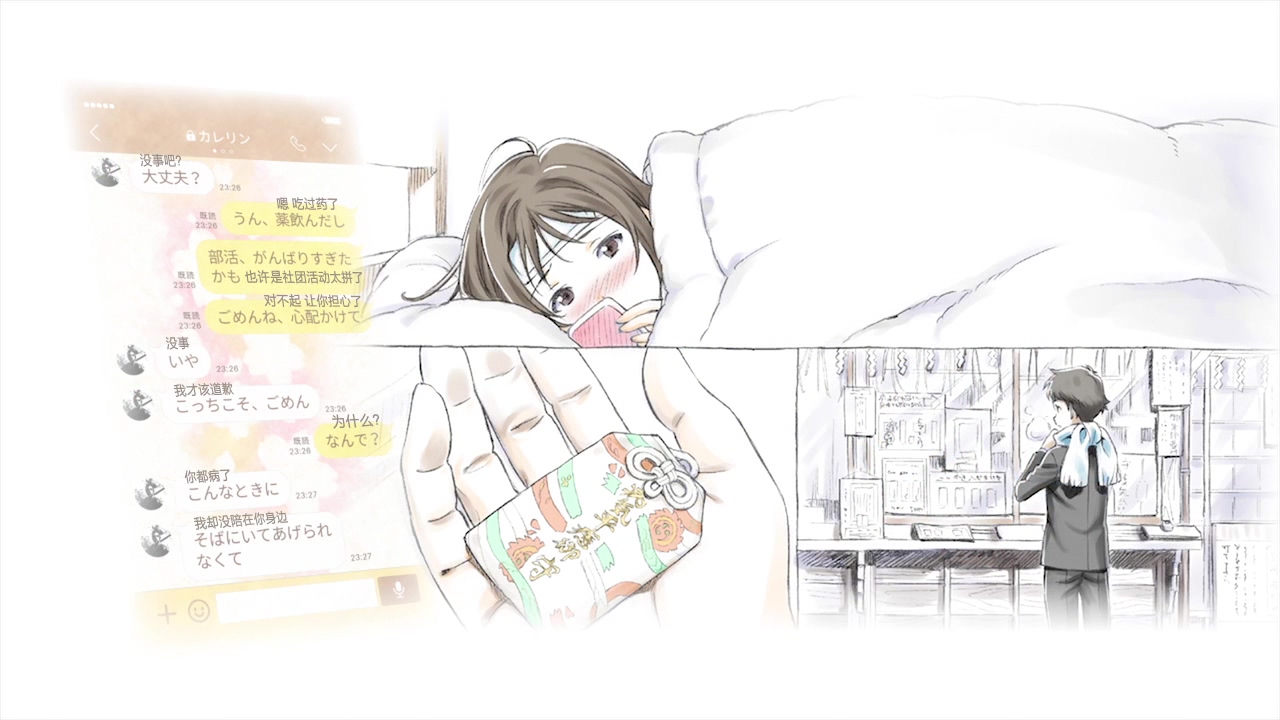 カレリン
没事吧?
大丈夫？
23:26
嗯 吃过药了
うん、薬飲んだし
既読
23:26
部活、がんばりすぎた
かも 也许是社团活动太拼了
既読
23:26
对不起 让你担心了
ごめんね、心配かけて
既読
23:26
没事
いや
23:26
我才该道歉
こっちこそ、ごめん
23:26
为什么?
なんで？
既読
23:26
你都病了
こんなときに
23:27
我却没陪在你身边
そばにいてあげられ
なくて
23:27